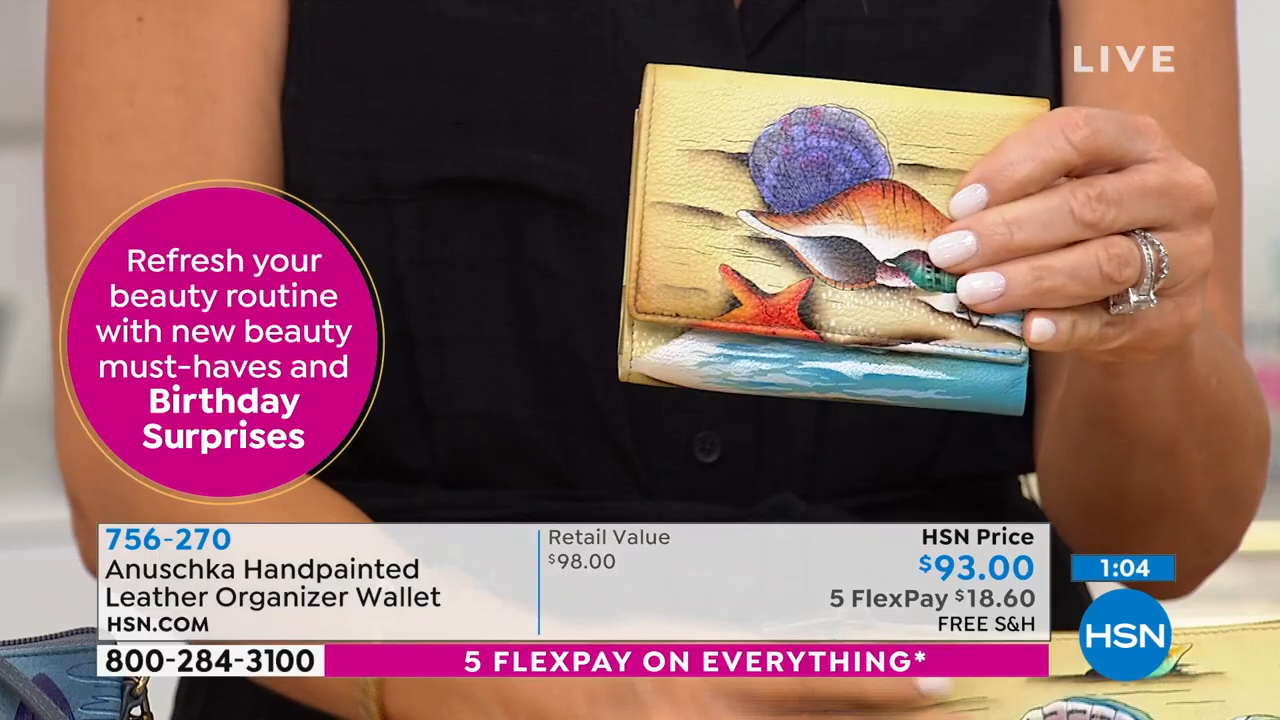 LIVE
Refresh your
beauty routine
with new beauty
must-haves and
Birthday
Surprises
756-270
Anuschka Handpainted
Leather Organizer Wallet
HSN.COM
Retail Value
$98.00
HSN Price
$93.00
5 FlexPay $18.60
FREE S&H
1:04
HSN
800-284-3100
5 FLEXPAY ON EVERYTHING*